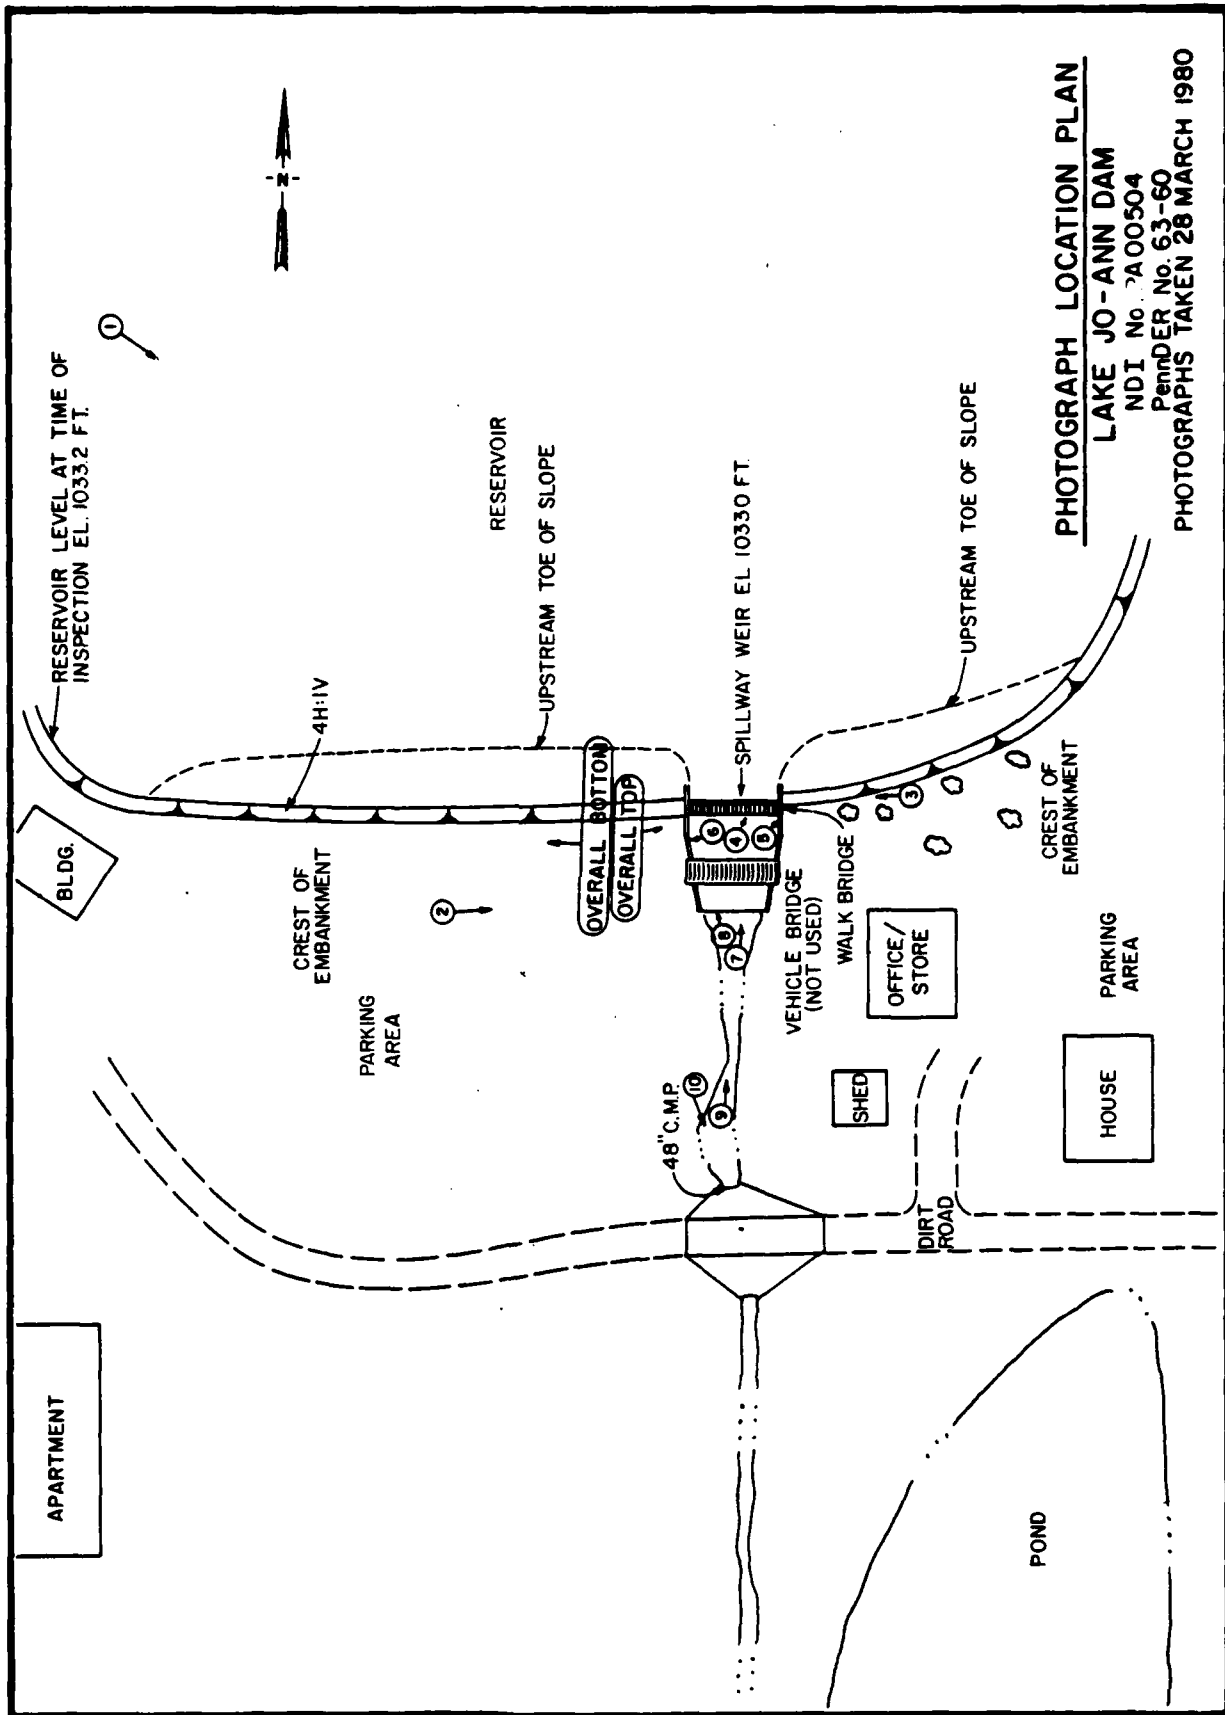 RESERVOIR LEVEL AT TIME OF
INSPECTION EL. 1033.2 FT.
-N-
1
BLDG.
4H:1V
RESERVOIR
UPSTREAM TOE OF SLOPE
CREST OF
EMBANKMENT
2
OVERALL BOTTOM
OVERALL TOP
PARKING
AREA
SPILLWAY WEIR EL 1033.0 FT.
6
4
5
8
7
3
UPSTREAM TOE OF SLOPE
CREST OF
EMBANKMENT
VEHICLE BRIDGE
(NOT USED)
WALK BRIDGE
OFFICE/
STORE
PARKING
AREA
48" C.M.P.
10
9
SHED
HOUSE
DIRT
ROAD
APARTMENT
POND
PHOTOGRAPH LOCATION PLAN
LAKE JO-ANN DAM
NDI No. PA00504
PennDER No. 63-60
PHOTOGRAPHS TAKEN 28 MARCH 1980